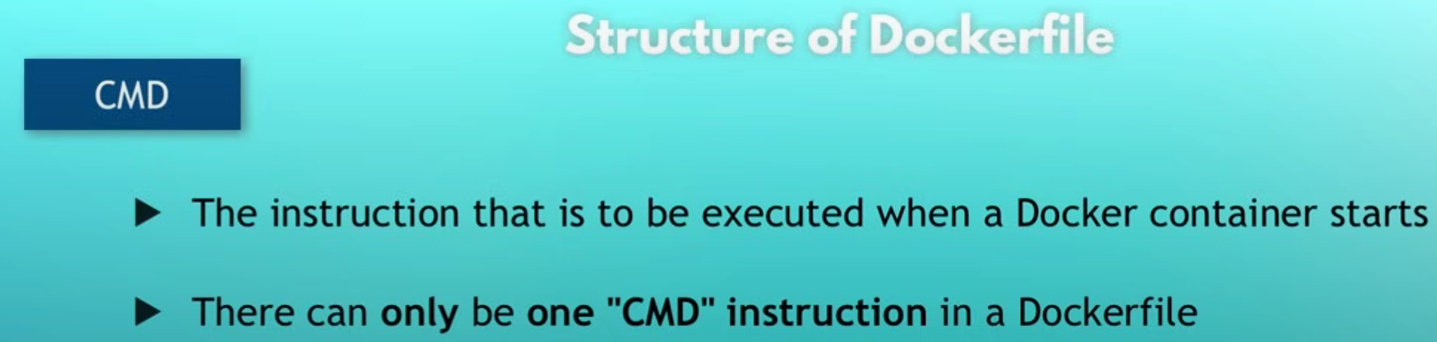 Structure of Dockerfile
CMD
▶ The instruction that is to be executed when a Docker container starts
▶ There can only be one "CMD" instruction in a Dockerfile